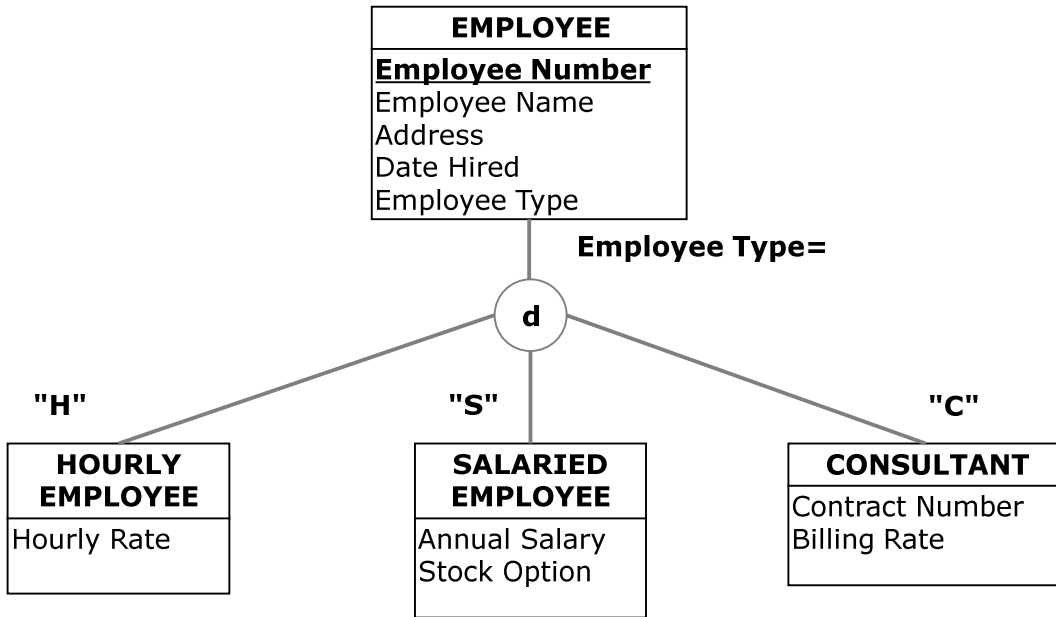 EMPLOYEE
Employee Number
Employee Name
Address
Date Hired
Employee Type
Employee Type=
d
"H"
"S"
"C"
HOURLY
EMPLOYEE
Hourly Rate
SALARIED
EMPLOYEE
Annual Salary
Stock Option
CONSULTANT
Contract Number
Billing Rate